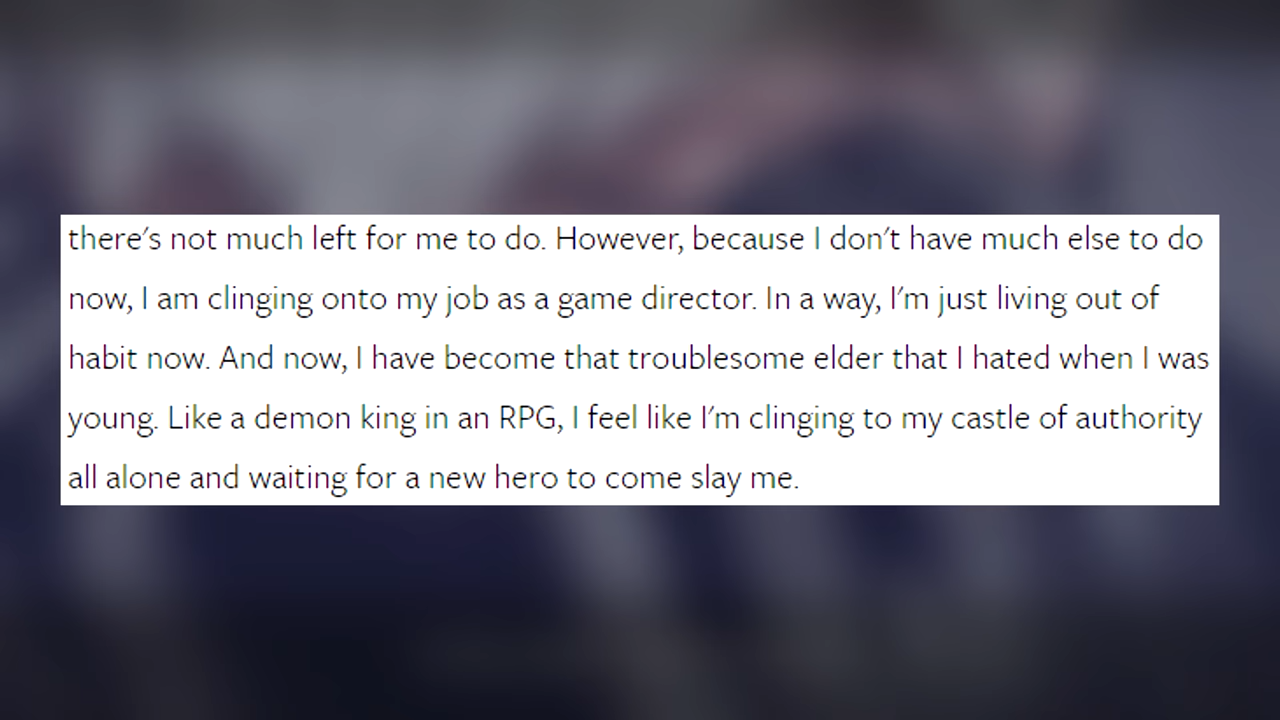 there's not much left for me to do. However, because I don't have much else to do
now, I am clinging onto my job as a game director. In a way, I'm just living out of
habit now. And now, I have become that troublesome elder that I hated when I was
young. Like a demon king in an RPG, I feel like I'm clinging to my castle of authority
all alone and waiting for a new hero to come slay me.